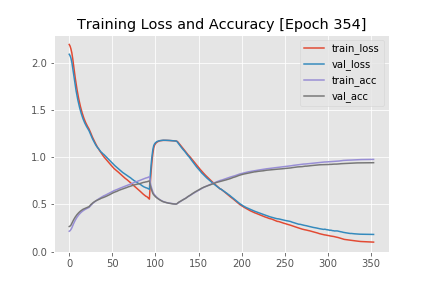 Training Loss and Accuracy [Epoch 354]
train_loss
val_loss
train_acc
val_acc
2.0
1.5
1.0
0.5
0.0
0 50 100 150 200 250 300 350